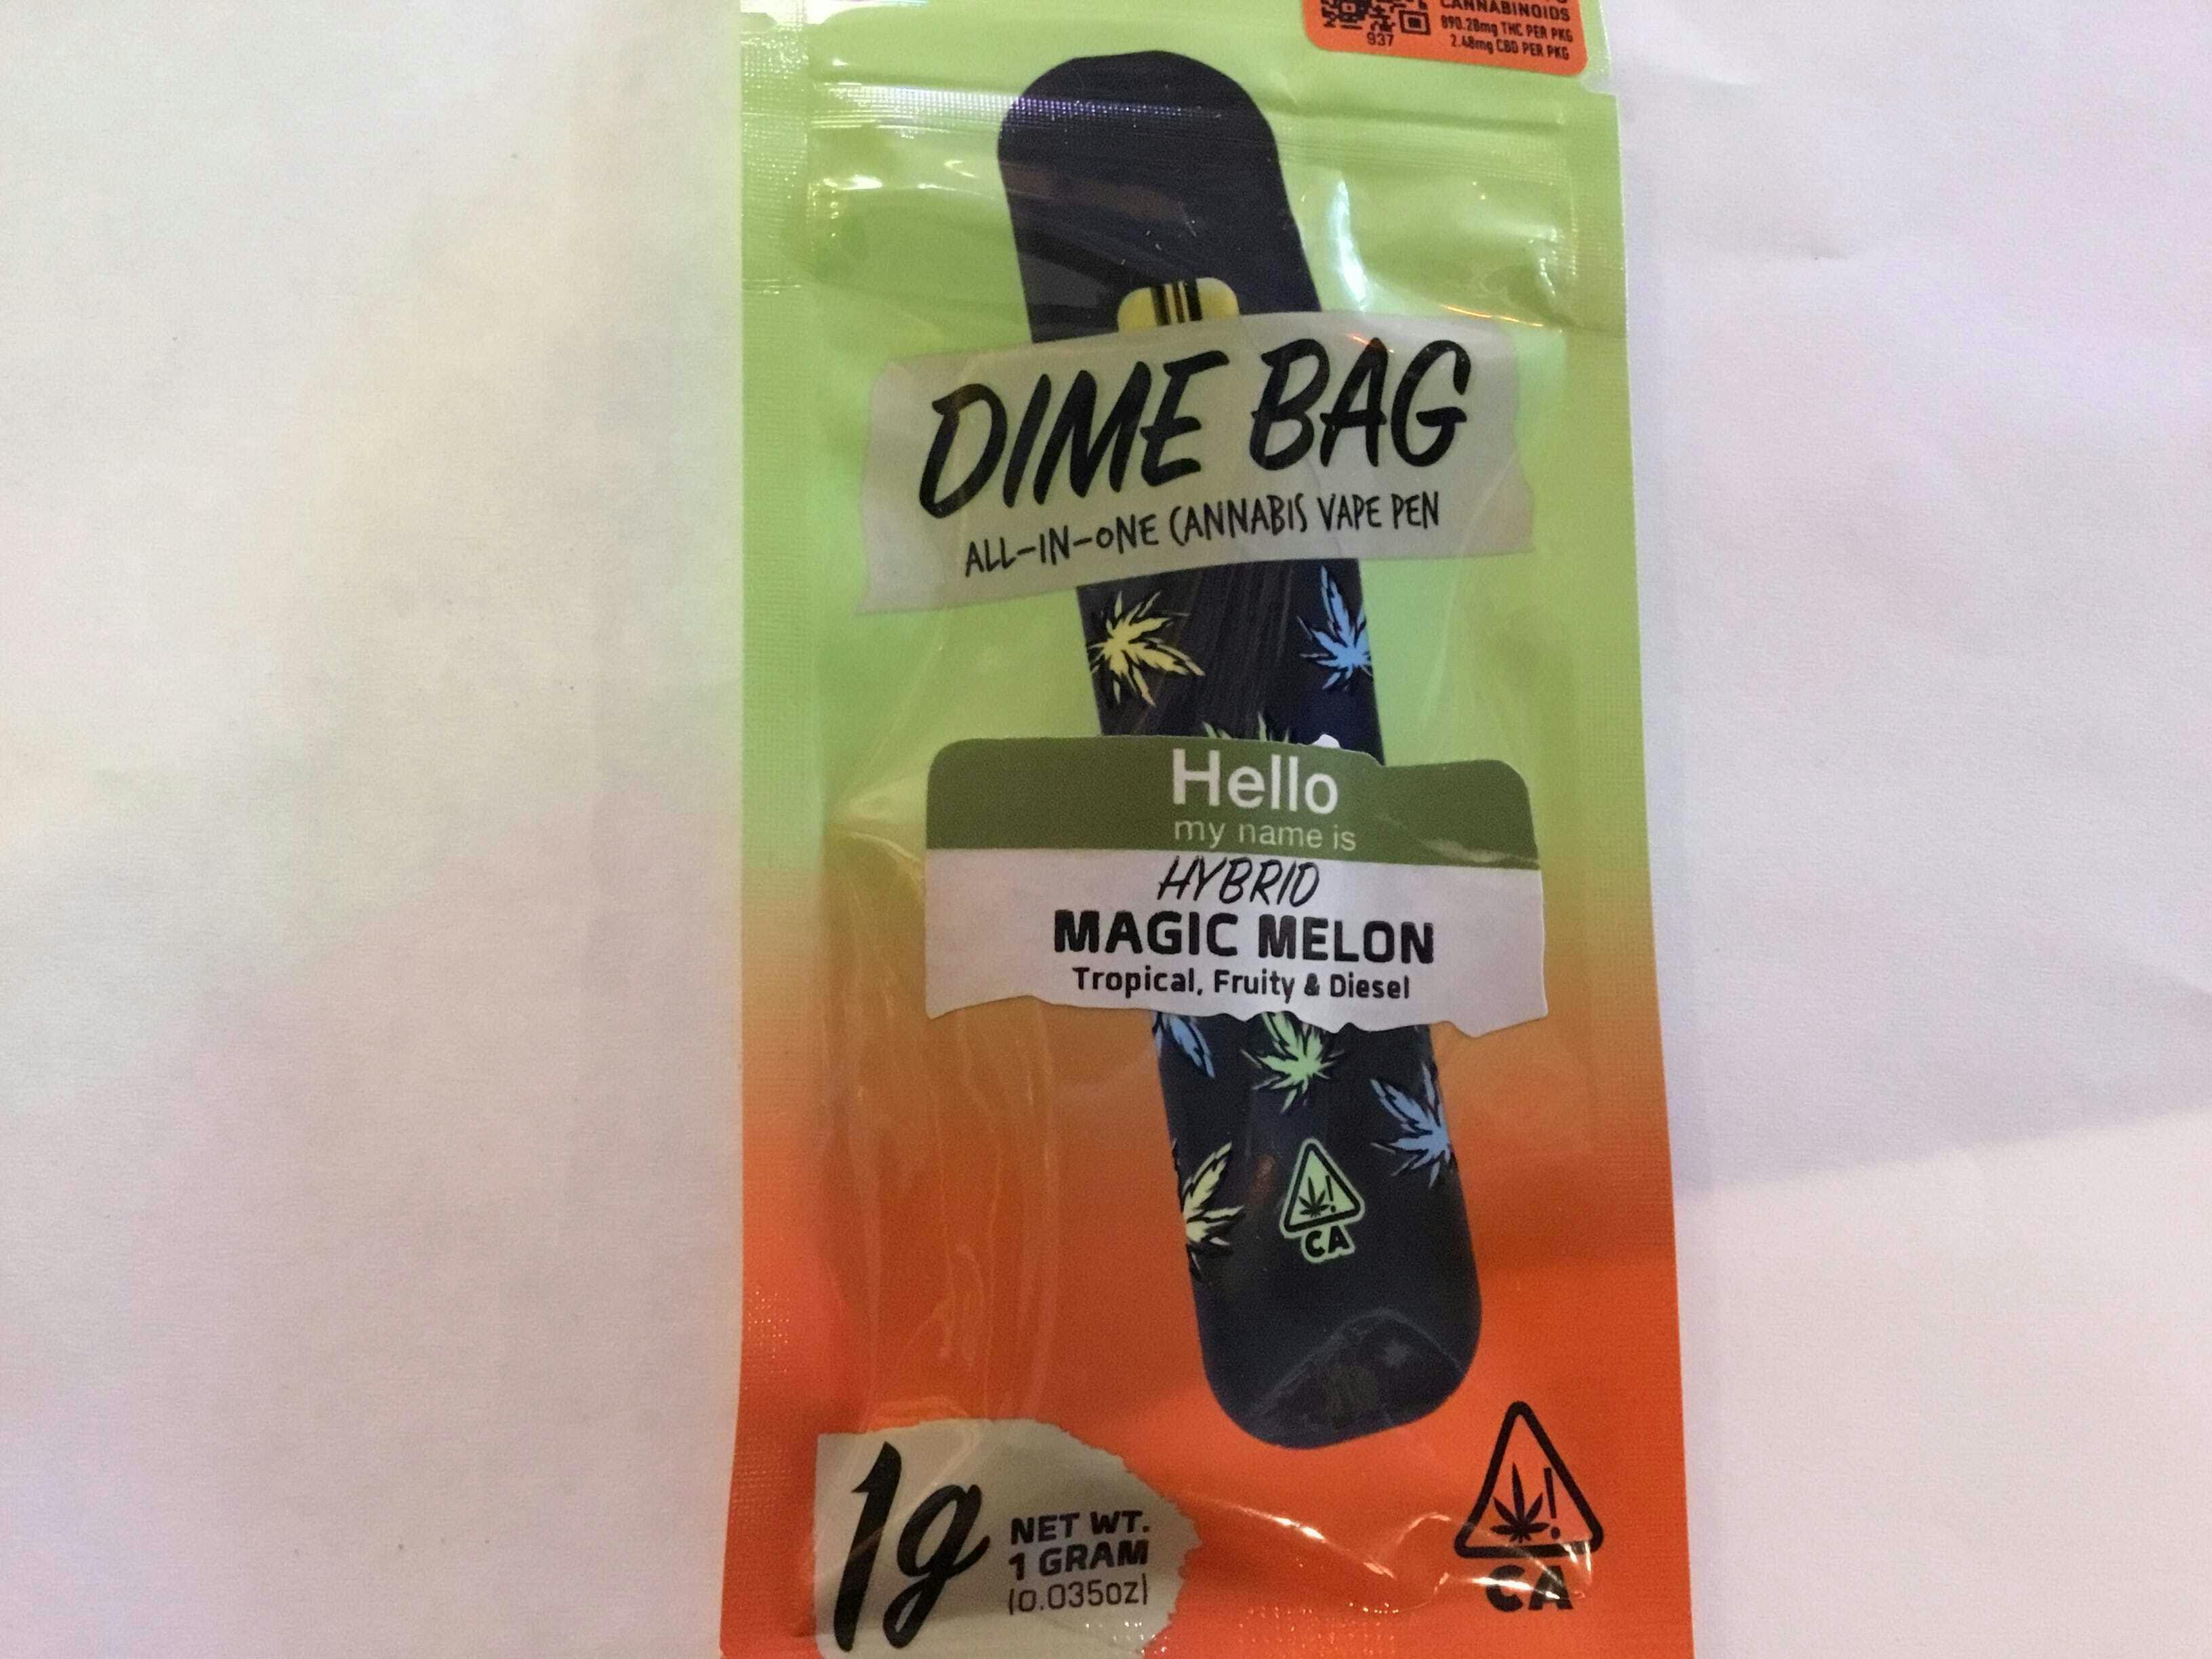 CANNABINOIDS
890.28mg THC PER PKG
2.48mg CBD PER PKG
937
DIME BAG
ALL-IN-ONE CANNABIS VAPE PEN
Hello
my name is
HYBRID
MAGIC MELON
Tropical, Fruity & Diesel
CA
1g
NET WT.
1 GRAM
(0.035oz)
CA